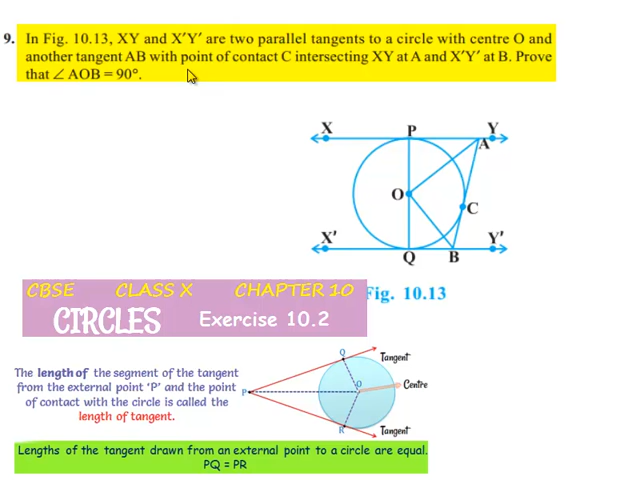 9. In Fig. 10.13, XY and X′Y′ are two parallel tangents to a circle with centre O and
another tangent AB with point of contact C intersecting XY at A and X′Y′ at B. Prove
that ∠ AOB = 90°.
X P Y
A
O
C
X′ Y′
Q B
Fig. 10.13
CBSE CLASS X CHAPTER 10
CIRCLES Exercise 10.2
The length of the segment of the tangent
from the external point ‘P’ and the point
of contact with the circle is called the
length of tangent.
Q Tangent
P O Centre
R Tangent
Lengths of the tangent drawn from an external point to a circle are equal.
PQ = PR